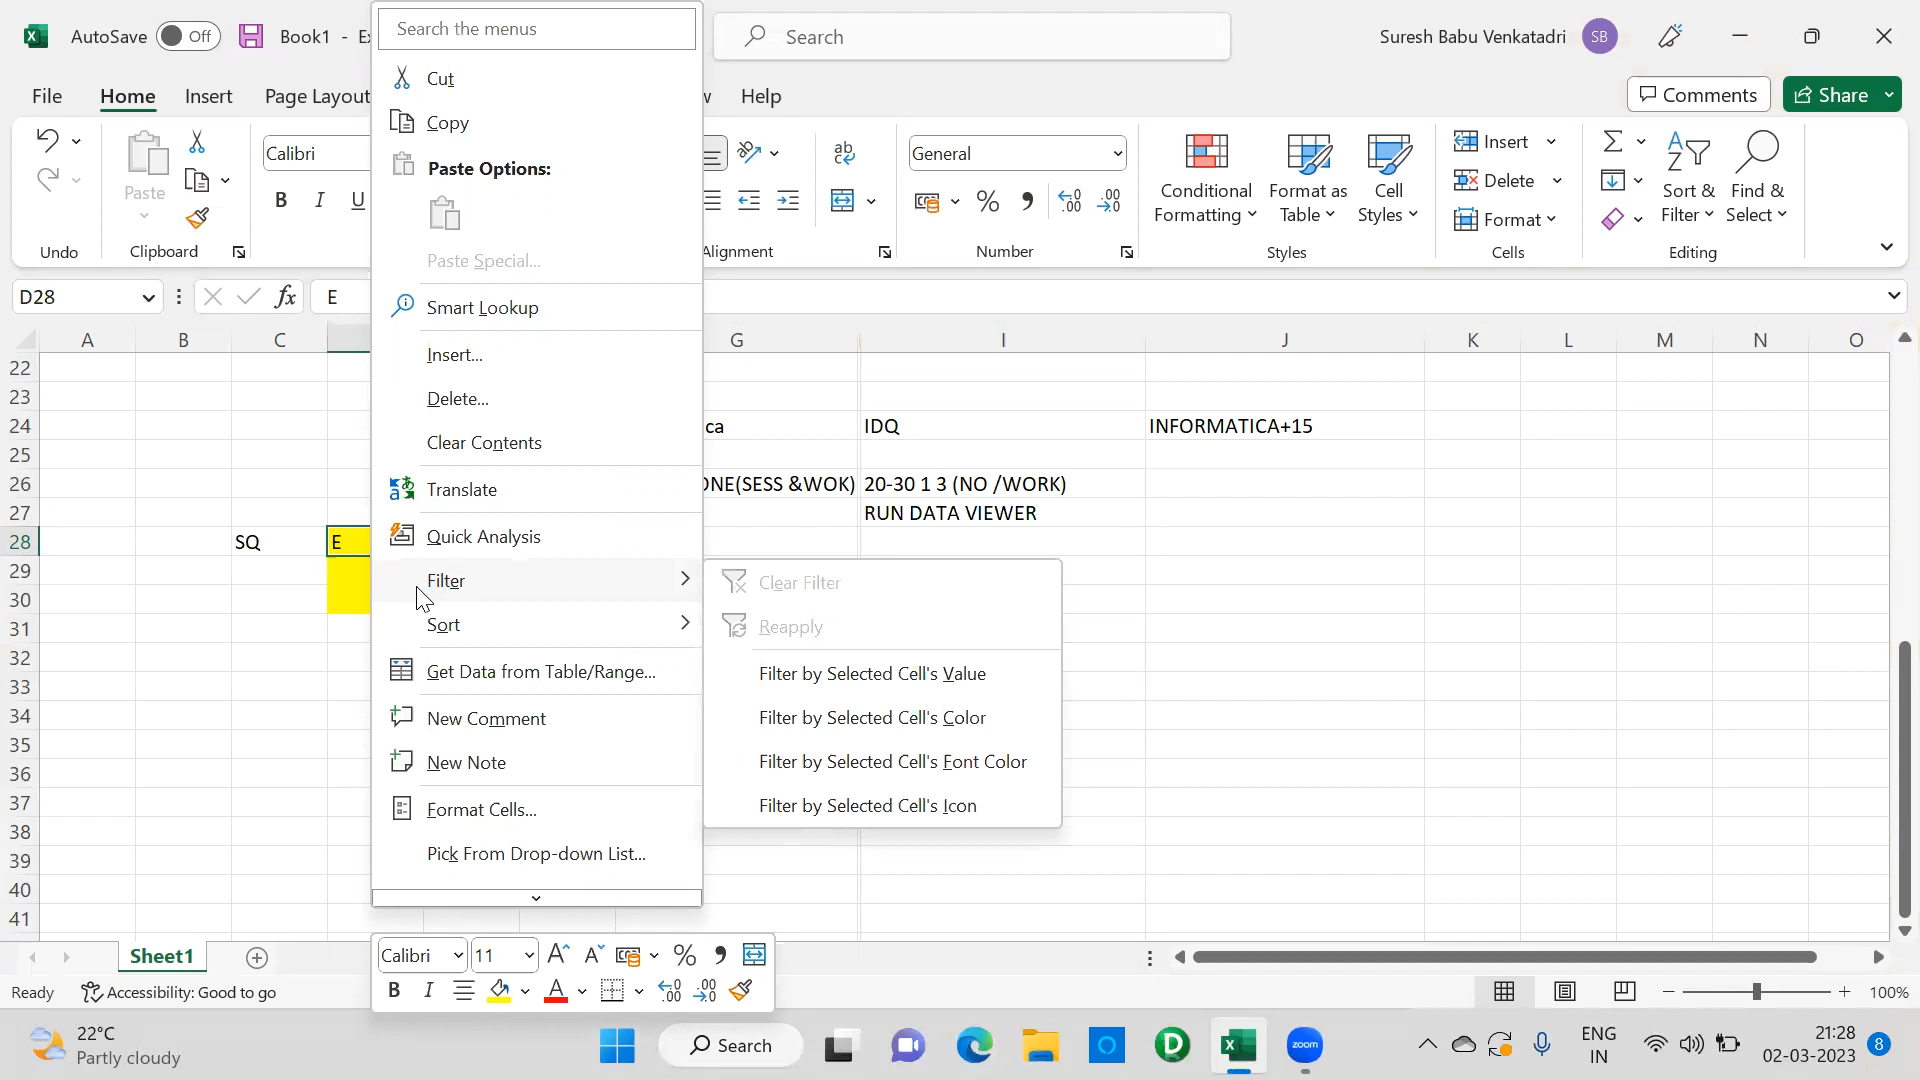 AutoSave Off Book1 - Ex
Search the menus
Search
Suresh Babu Venkatadri SB
File Home Insert Page Layout
Help
Comments Share
Cut
Copy
Paste Options:
Paste Special...
Smart Lookup
Insert...
Delete...
Clear Contents
Translate
Quick Analysis
Filter
Sort
Get Data from Table/Range...
New Comment
New Note
Format Cells...
Pick From Drop-down List...
Clear Filter
Reapply
Filter by Selected Cell's Value
Filter by Selected Cell's Color
Filter by Selected Cell's Font Color
Filter by Selected Cell's Icon
Paste
Calibri
B I U
ab
General
% 9 .00
Conditional Formatting
Format as Table
Cell Styles
Insert
Delete
Format
Sort & Filter
Find & Select
Undo Clipboard Alignment Number Styles Cells Editing
D28 fx E
A B C G I J K L M N O
22
23
24 ca IDQ INFORMATICA+15
25
26 ONE(SESS &WOK) 20-30 1 3 (NO /WORK)
27 RUN DATA VIEWER
28 SQ E
29
30
31
32
33
34
35
36
37
38
39
40
41
Sheet1
Calibri 11 A A %
B I A
Ready Accessibility: Good to go
100%
22°C
Partly cloudy
Search
zoom
ENG
IN
21:28
02-03-2023
8